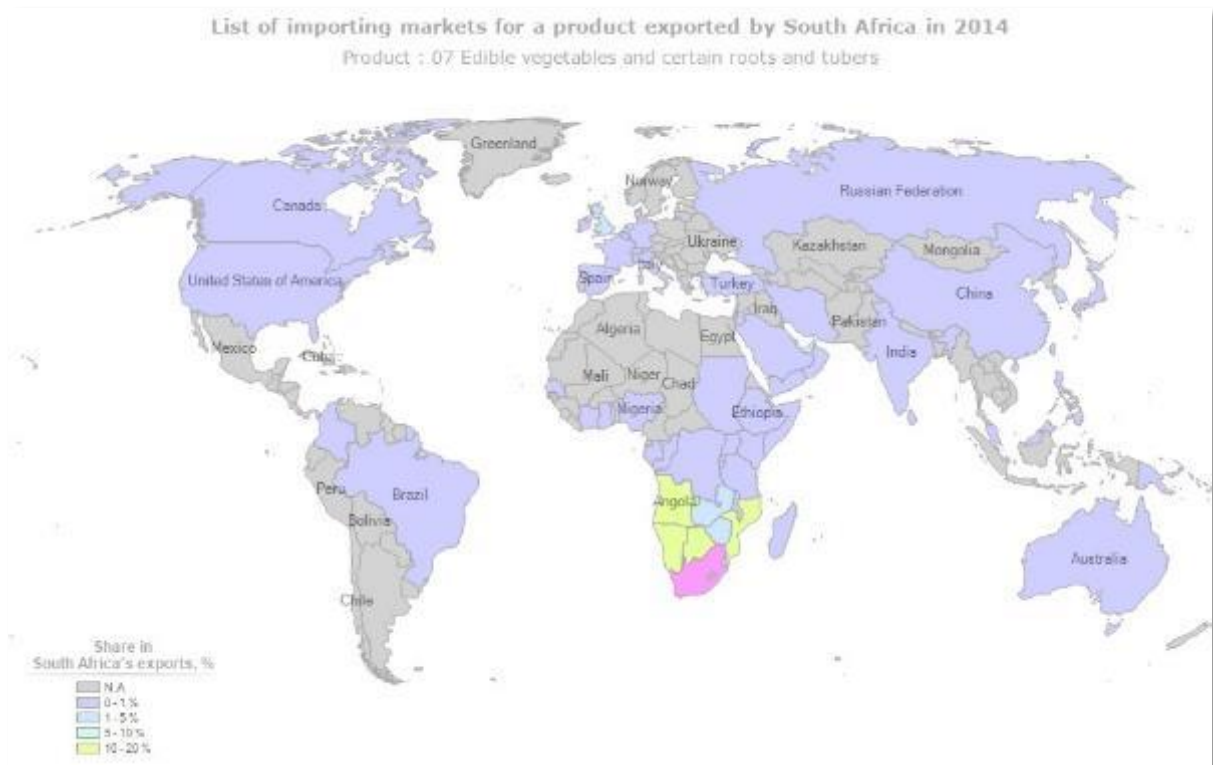 List of importing markets for a product exported by South Africa in 2014
Product : 07 Edible vegetables and certain roots and tubers
Greenland
Norway
Russian Federation
Canada
Ukraine
Kazakhstan
Mongolia
United States of America
Spain
Italy
Turkey
China
Iraq
Pakistan
Algeria
Egypt
Mexico
Cuba
India
Mali
Niger
Chad
Nigeria
Ethiopia
Peru
Brazil
Angola
Bolivia
Australia
Chile
Share in
South Africa's exports, %
N.A
0 - 1 %
1 - 5 %
5 - 10 %
10 - 20 %